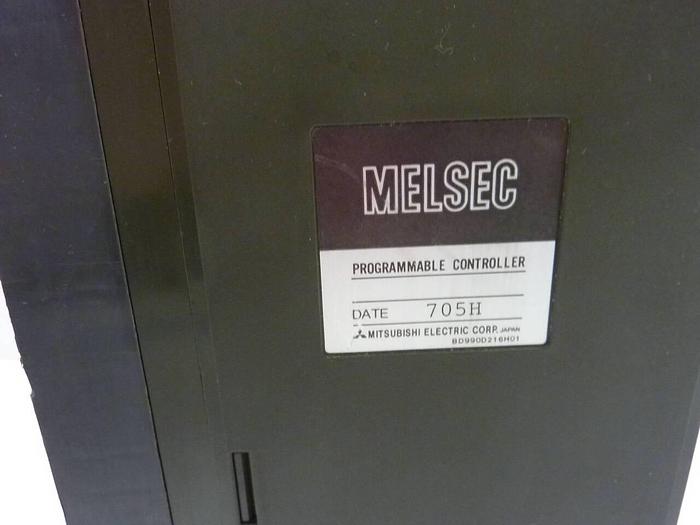 MELSEC
PROGRAMMABLE CONTROLLER
DATE 705H
MITSUBISHI ELECTRIC CORP. JAPAN
BD990D216H01